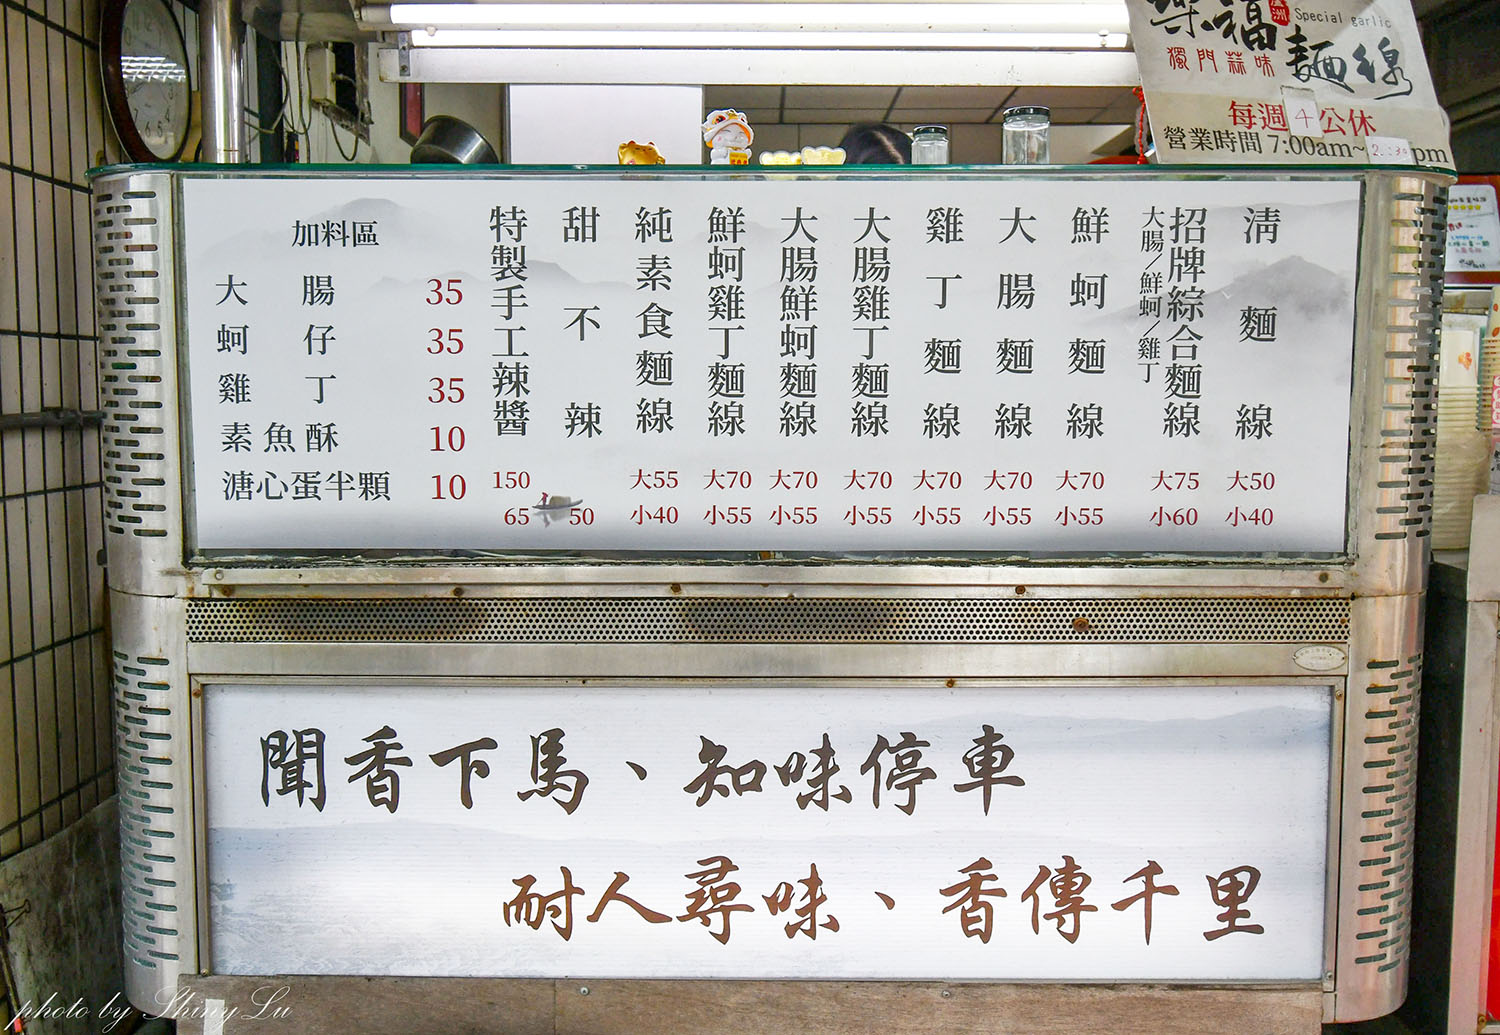 樂福麵線
蘆洲
Special garlic
獨門蒜味
每週4公休
營業時間 7:00am~
pm
清麵線
大50
小40
招牌綜合麵線
大腸/鮮蚵/雞丁
大75
小60
鮮蚵麵線
大70
小55
大腸麵線
大70
小55
雞丁麵線
大70
小55
大腸雞丁麵線
大70
小55
大腸鮮蚵麵線
大70
小55
鮮蚵雞丁麵線
大70
小55
純素食麵線
大55
小40
甜不辣
50
特製手工辣醬
150
65
加料區
大腸 35
蚵仔 35
雞丁 35
素魚酥 10
溏心蛋半顆 10
聞香下馬、知味停車
耐人尋味、香傳千里
photo by Shiny Lu